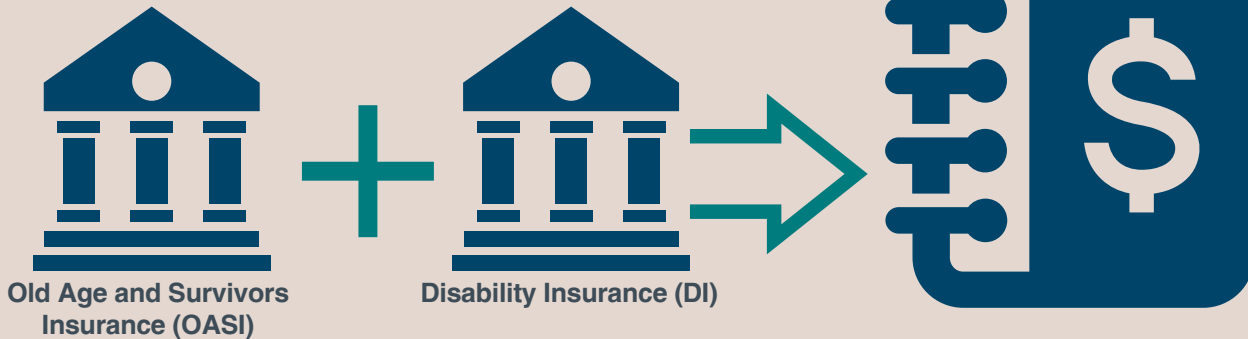 Old Age and Survivors
Insurance (OASI)
Disability Insurance (DI)
$